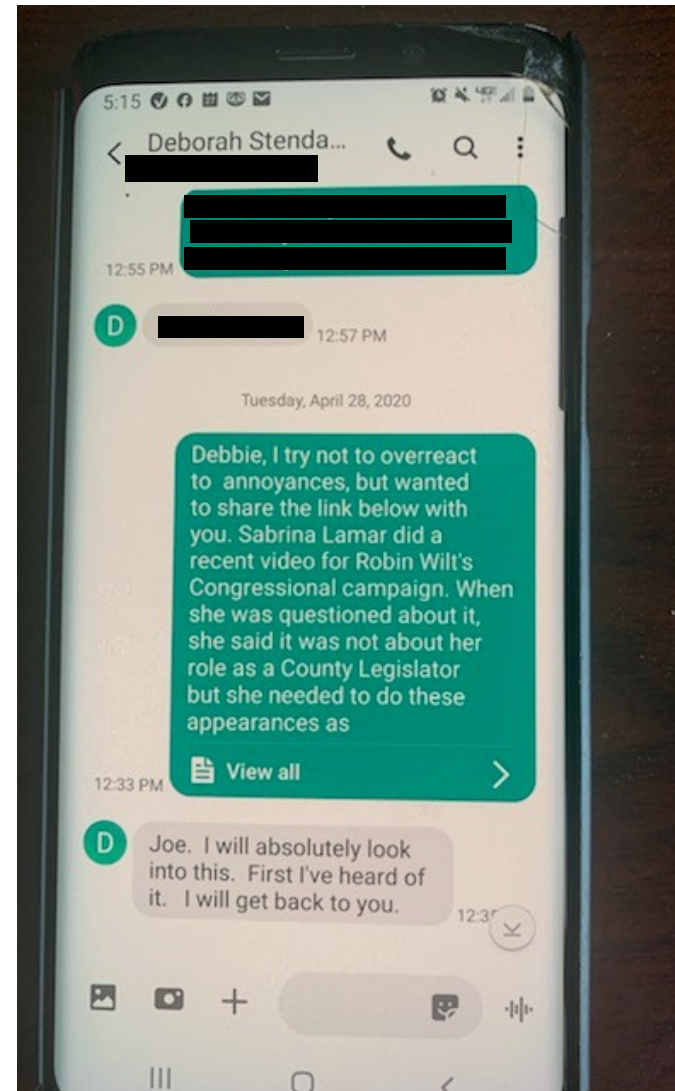 5:15
Deborah Stenda...
12:55 PM
D
12:57 PM
Tuesday, April 28, 2020
Debbie, I try not to overreact
to annoyances, but wanted
to share the link below with
you. Sabrina Lamar did a
recent video for Robin Wilt's
Congressional campaign. When
she was questioned about it,
she said it was not about her
role as a County Legislator
but she needed to do these
appearances as
View all
12:33 PM
D
Joe. I will absolutely look
into this. First I've heard of
it. I will get back to you.